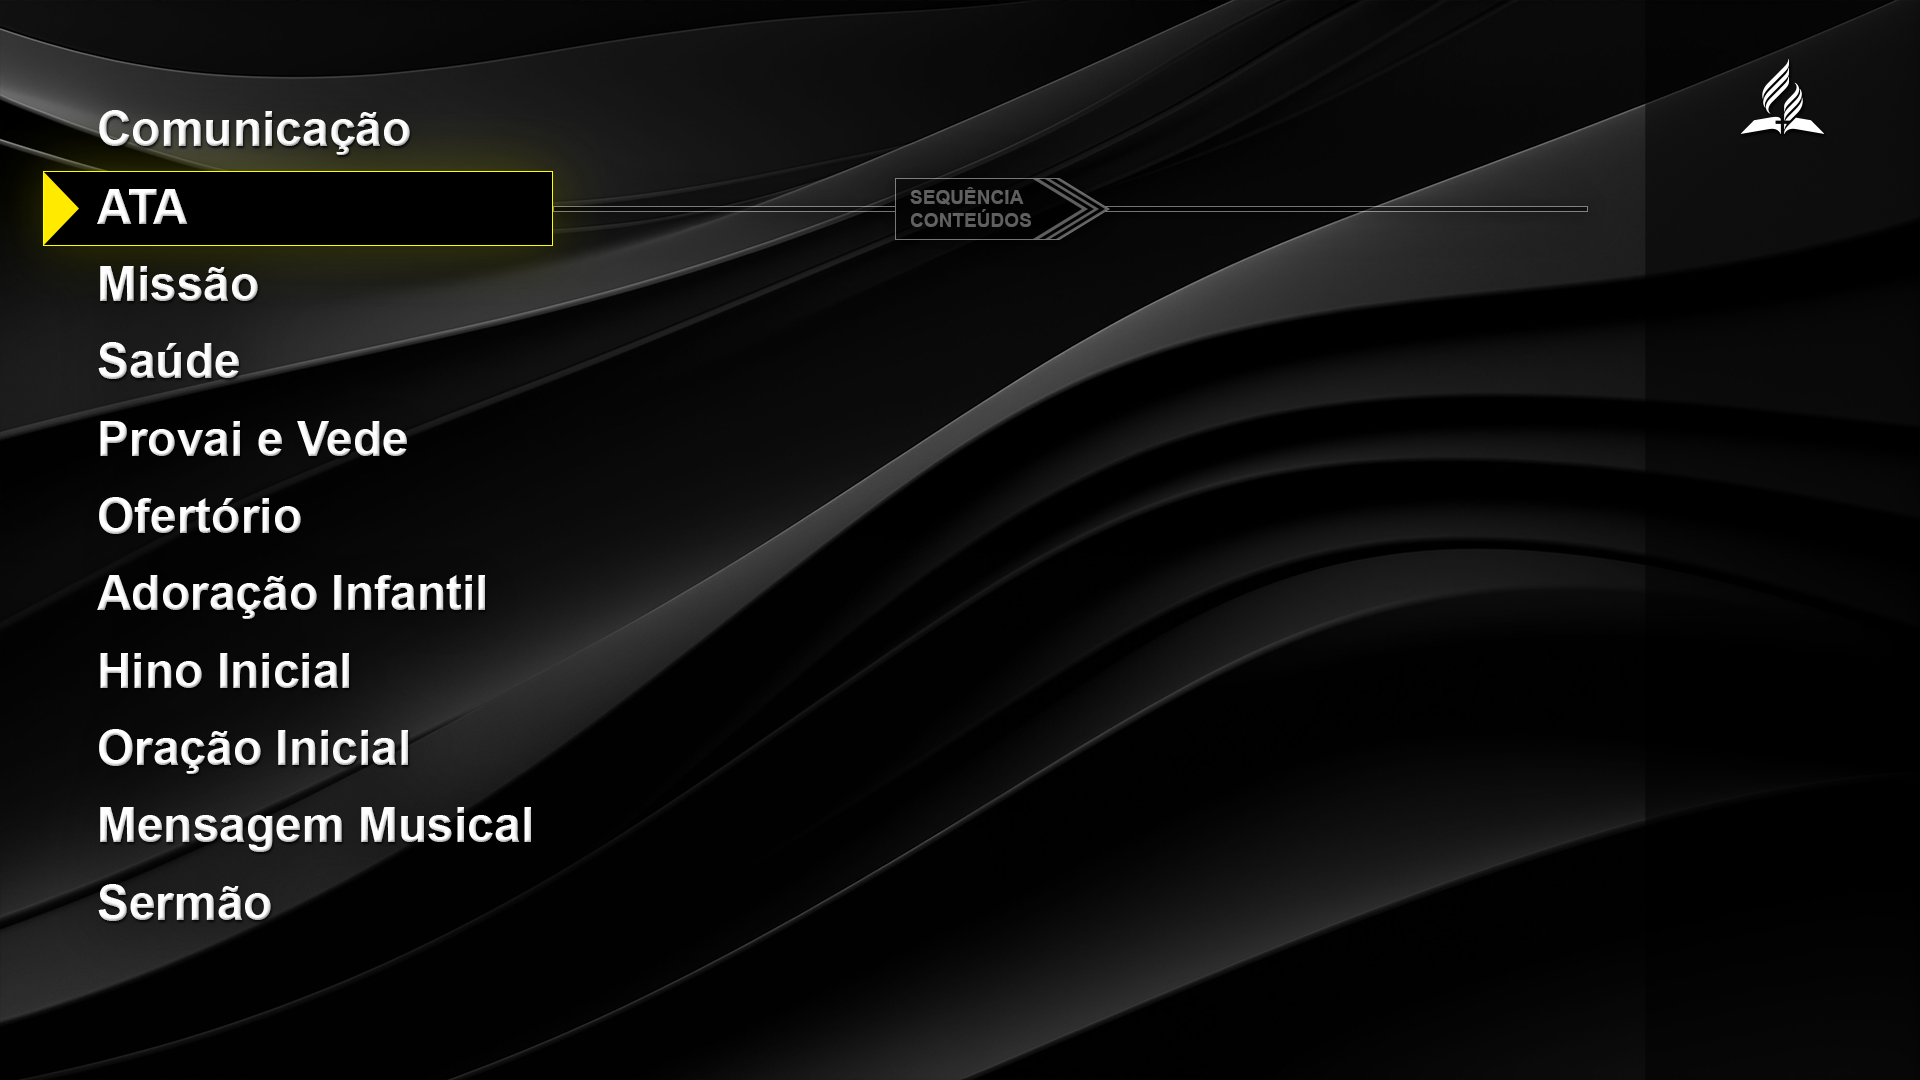 Comunicação
ATA
SEQUÊNCIA
CONTEÚDOS
Missão
Saúde
Provai e Vede
Ofertório
Adoração Infantil
Hino Inicial
Oração Inicial
Mensagem Musical
Sermão